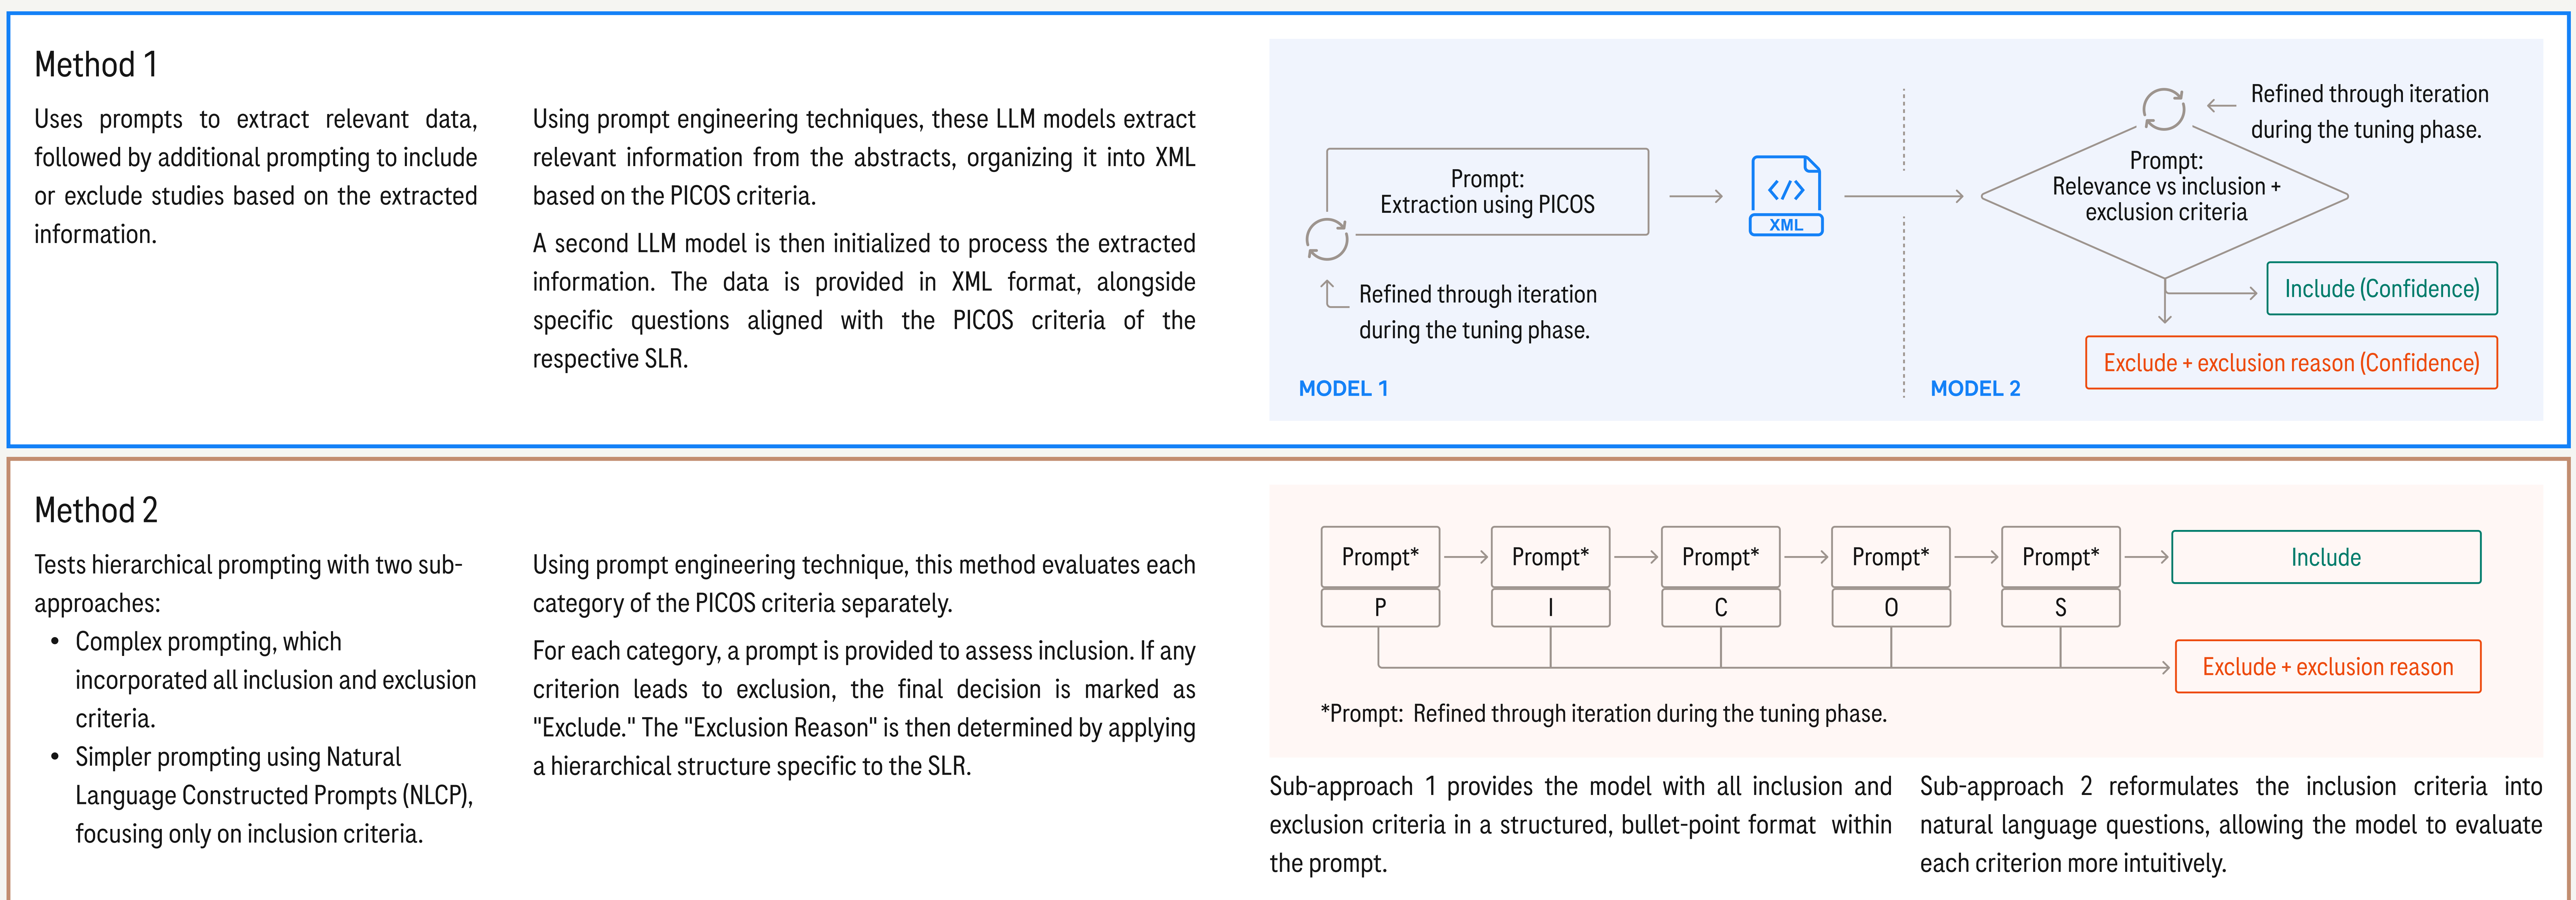 Method 1
Uses prompts to extract relevant data,
followed by additional prompting to include
or exclude studies based on the extracted
information.
Using prompt engineering techniques, these LLM models extract
relevant information from the abstracts, organizing it into XML
based on the PICOS criteria.
A second LLM model is then initialized to process the extracted
information. The data is provided in XML format, alongside
specific questions aligned with the PICOS criteria of the
respective SLR.
Prompt:
Extraction using PICOS
Refined through iteration
during the tuning phase.
MODEL 1
</>
XML
Refined through iteration
during the tuning phase.
Prompt:
Relevance vs inclusion +
exclusion criteria
Include (Confidence)
Exclude + exclusion reason (Confidence)
MODEL 2
Method 2
Tests hierarchical prompting with two sub-
approaches:
• Complex prompting, which
incorporated all inclusion and exclusion
criteria.
• Simpler prompting using Natural
Language Constructed Prompts (NLCP),
focusing only on inclusion criteria.
Using prompt engineering technique, this method evaluates each
category of the PICOS criteria separately.
For each category, a prompt is provided to assess inclusion. If any
criterion leads to exclusion, the final decision is marked as
"Exclude." The "Exclusion Reason" is then determined by applying
a hierarchical structure specific to the SLR.
Prompt* Prompt* Prompt* Prompt* Prompt* Include
P I C O S
Exclude + exclusion reason
*Prompt: Refined through iteration during the tuning phase.
Sub-approach 1 provides the model with all inclusion and
exclusion criteria in a structured, bullet-point format within
the prompt.
Sub-approach 2 reformulates the inclusion criteria into
natural language questions, allowing the model to evaluate
each criterion more intuitively.